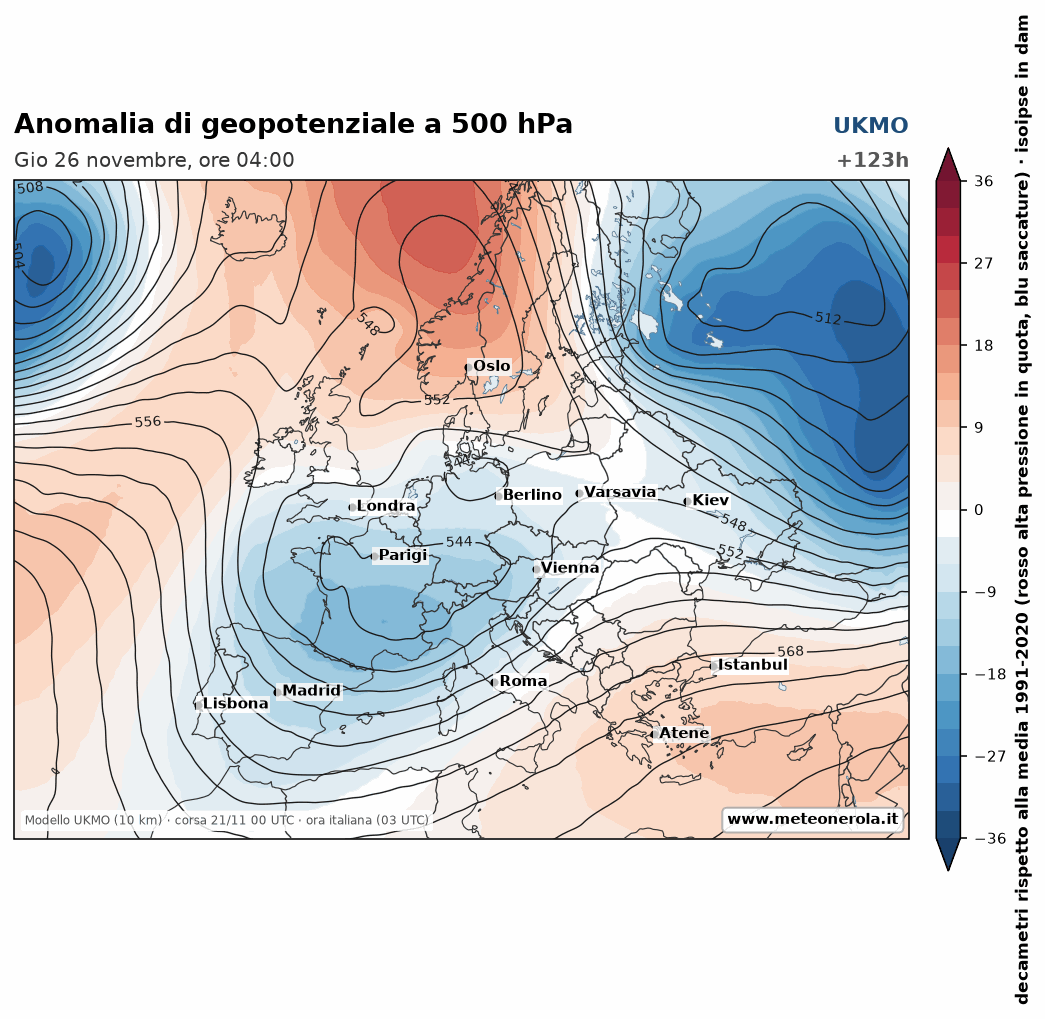 Anomalia di geopotenziale a 500 hPa
UKMO
Gio 26 novembre, ore 04:00
+123h
508
504
548
512
552
556
544
548
552
568
Oslo
Berlino
Varsavia
Kiev
Londra
Parigi
Vienna
Istanbul
Roma
Madrid
Lisbona
Atene
Modello UKMO (10 km) · corsa 21/11 00 UTC · ora italiana (03 UTC)
www.meteonerola.it
36
27
18
9
0
−9
−18
−27
−36
decametri rispetto alla media 1991-2020 (rosso alta pressione in quota, blu saccature) · isoipse in dam